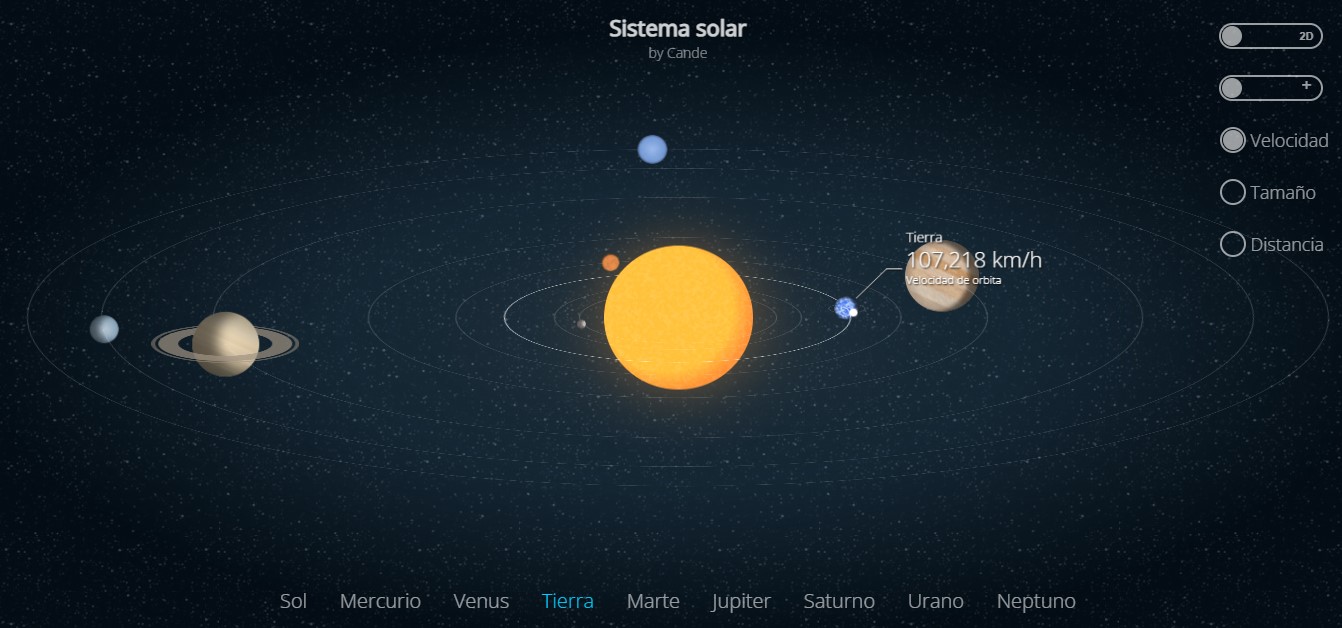 Sistema solar
by Cande
2D
+
Velocidad
Tamaño
Distancia
Tierra
107,218 km/h
Velocidad de orbita
Sol Mercurio Venus Tierra Marte Jupiter Saturno Urano Neptuno